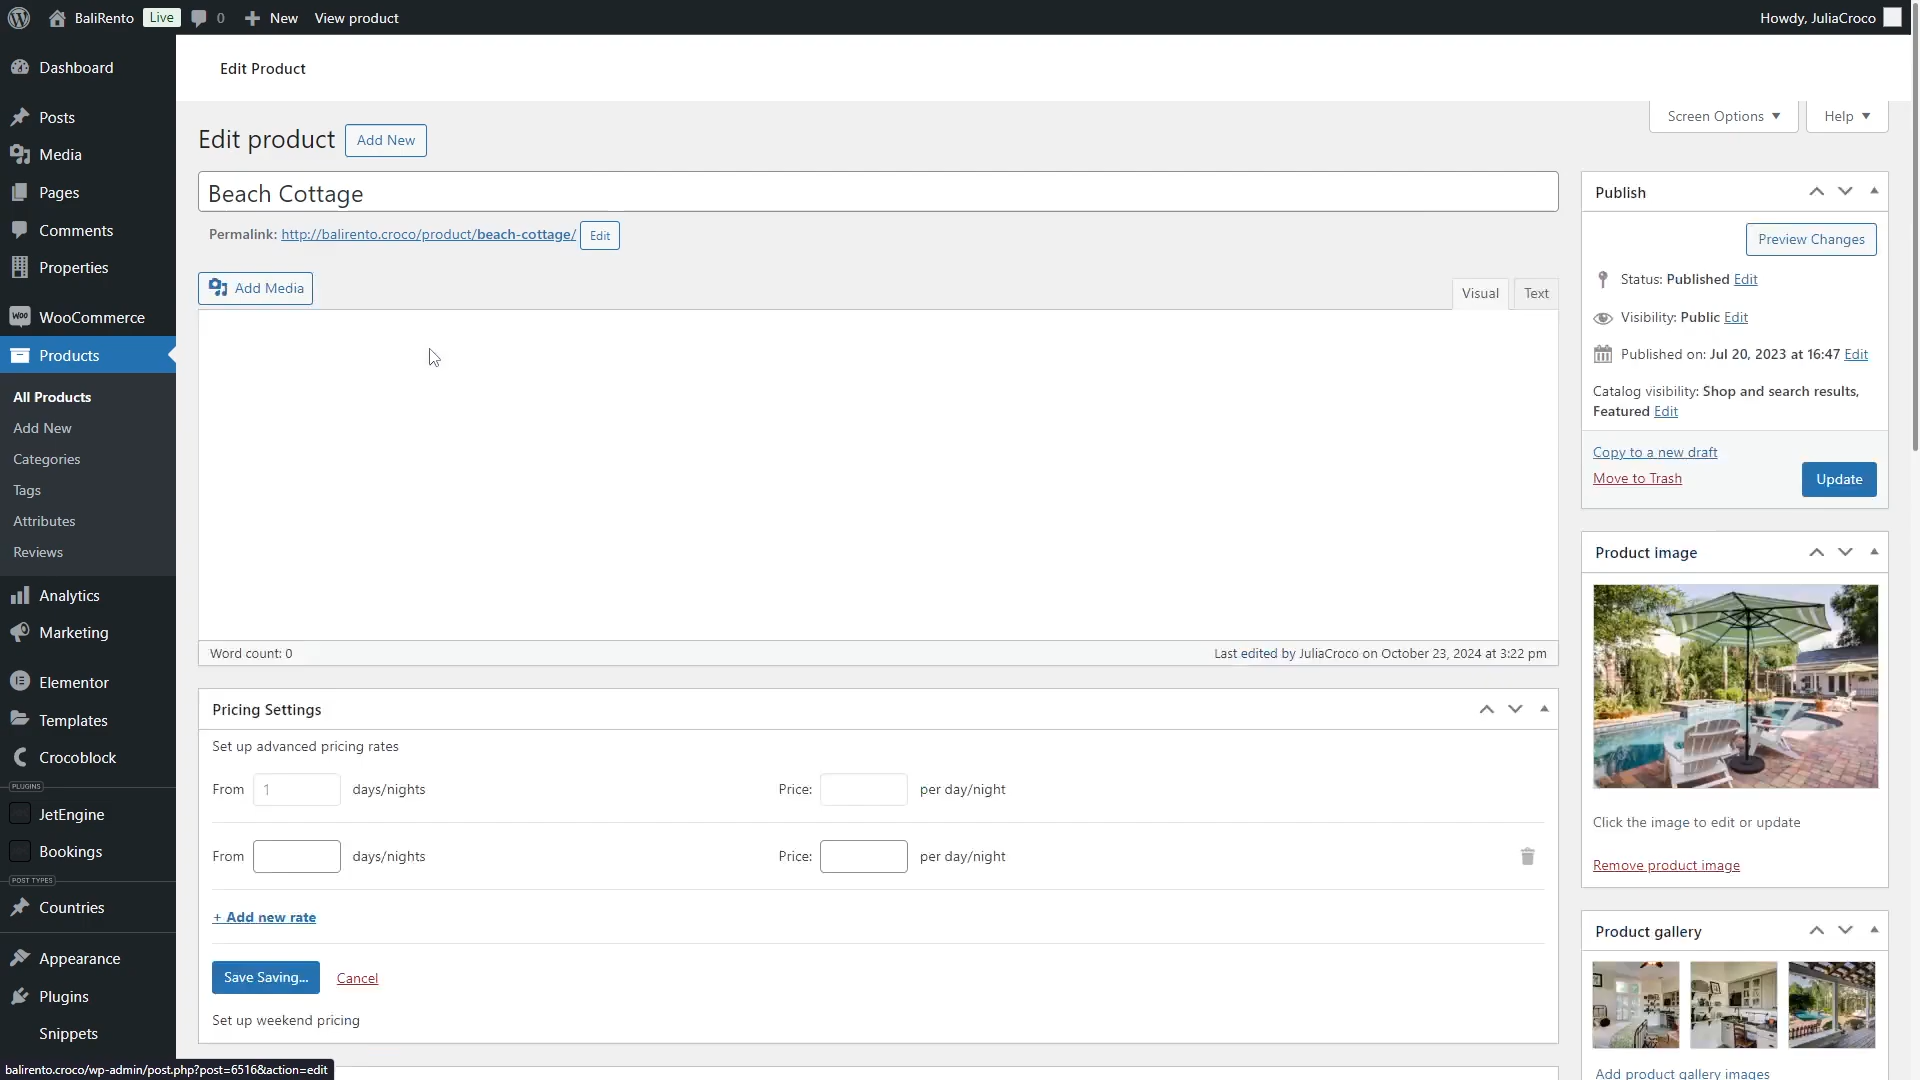 BaliRento Live 0 New View product Howdy, JuliaCroco
Dashboard
Posts
Media
Pages
Comments
Properties
WooCommerce
Products
All Products
Add New
Categories
Tags
Attributes
Reviews
Analytics
Marketing
Elementor
Templates
Crocoblock
PLUGINS
JetEngine
Bookings
POST TYPES
Countries
Appearance
Plugins
Snippets
balirento.croco/wp-admin/post.php?post=6516&action=edit
Edit Product
Screen Options Help
Edit product Add New
Beach Cottage
Permalink: http://balirento.croco/product/beach-cottage/ Edit
Add Media
Visual Text
Word count: 0 Last edited by JuliaCroco on October 23, 2024 at 3:22 pm
Pricing Settings
Set up advanced pricing rates
From 1 days/nights Price: per day/night
From days/nights Price: per day/night
+ Add new rate
Save Saving... Cancel
Set up weekend pricing
Publish
Preview Changes
Status: Published Edit
Visibility: Public Edit
Published on: Jul 20, 2023 at 16:47 Edit
Catalog visibility: Shop and search results,
Featured Edit
Copy to a new draft
Move to Trash
Update
Product image
Click the image to edit or update
Remove product image
Product gallery
Add product gallery images